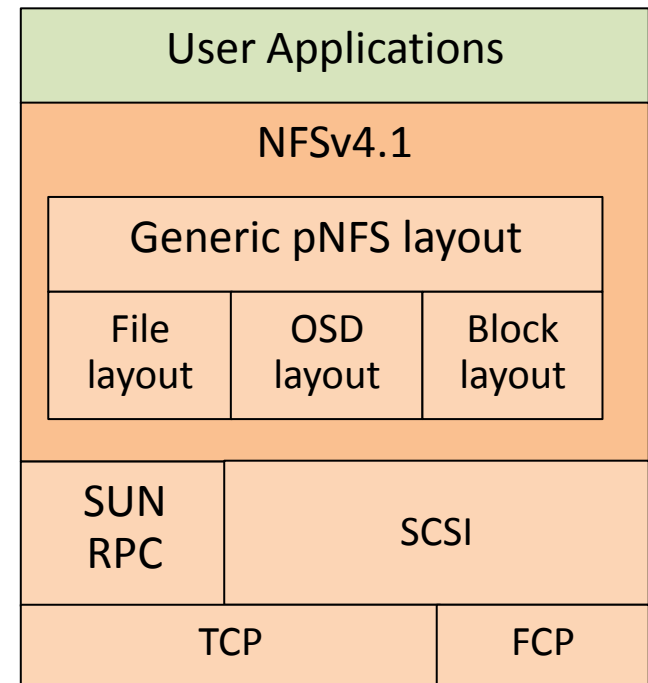 User Applications
NFSv4.1
Generic pNFS layout
File
layout
OSD
layout
Block
layout
SUN
RPC
SCSI
TCP
FCP